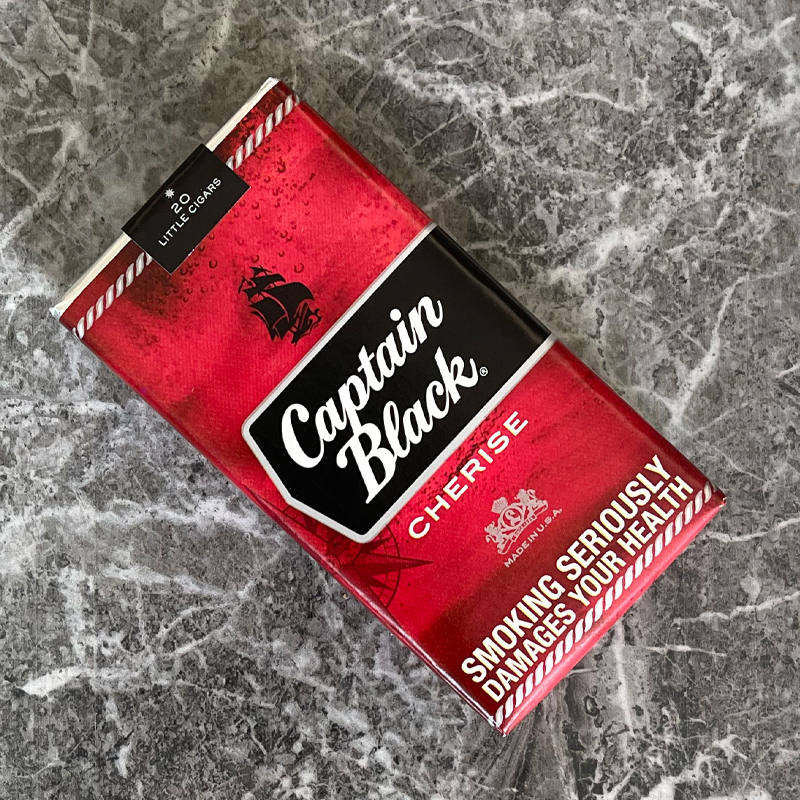 20
LITTLE CIGARS
Captain
Black®
CHERISE
MADE IN U.S.A.
SMOKING SERIOUSLY
DAMAGES YOUR HEALTH